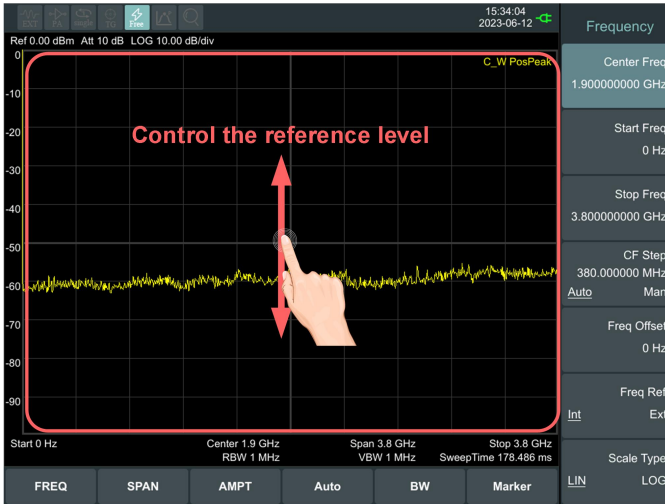 15:34:04
2023-06-12
EXT
PA
TG
Free
Ref 0.00 dBm Att 10 dB LOG 10.00 dB/div
C_W PosPeak
0
-10
-20
-30
-40
-50
-60
-70
-80
-90
Control the reference level
Start 0 Hz Center 1.9 GHz Span 3.8 GHz Stop 3.8 GHz
RBW 1 MHz VBW 1 MHz SweepTime 178.486 ms
FREQ SPAN AMPT Auto BW Marker
Frequency
Center Freq
1.900000000 GHz
Start Freq
0 Hz
Stop Freq
3.800000000 GHz
CF Step
380.000000 MHz
Auto Man
Freq Offset
0 Hz
Freq Ref
Int Ext
Scale Type
LIN LOG